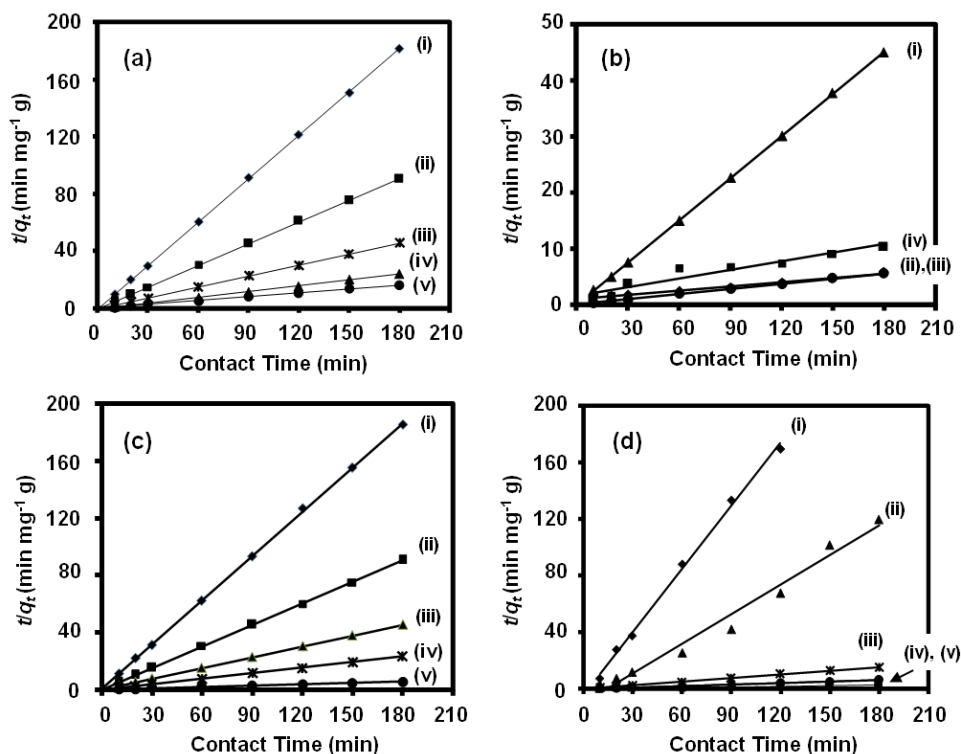 (a)
200
160
120
80
40
0
0 30 60 90 120 150 180 210
t/qt (min mg-1 g)
Contact Time (min)
(i)
(ii)
(iii)
(iv)
(v)
(b)
50
40
30
20
10
0
0 30 60 90 120 150 180 210
t/qt (min mg-1 g)
Contact Time (min)
(i)
(iv)
(ii),(iii)
(c)
200
160
120
80
40
0
0 30 60 90 120 150 180 210
t/qt (min mg-1 g)
Contact Time (min)
(i)
(ii)
(iii)
(iv)
(v)
(d)
200
160
120
80
40
0
0 30 60 90 120 150 180 210
t/qt (min mg-1 g)
Contact Time (min)
(i)
(ii)
(iii)
(iv), (v)